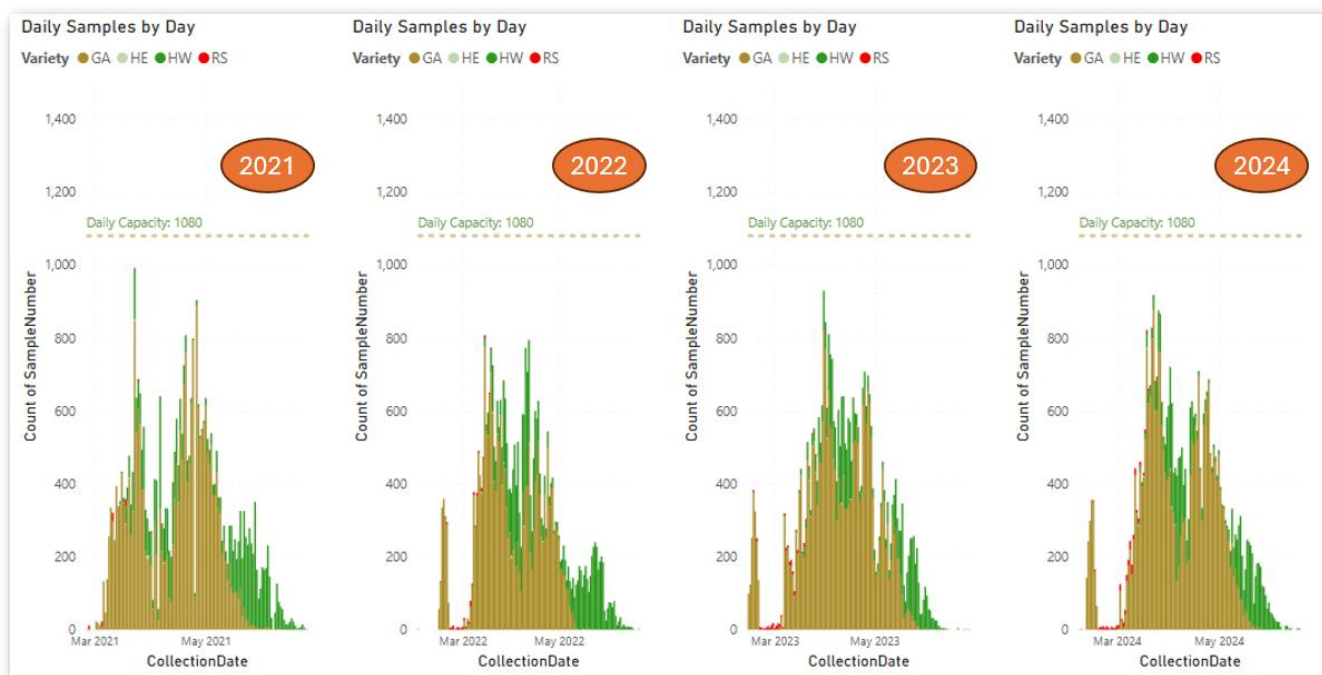 Daily Samples by Day
Variety GA HE HW RS
1,400
2021
1,200
Daily Capacity: 1080
1,000
800
600
400
200
0
Count of SampleNumber
Mar 2021 May 2021
CollectionDate
Daily Samples by Day
Variety GA HE HW RS
1,400
2022
1,200
Daily Capacity: 1080
1,000
800
600
400
200
0
Count of SampleNumber
Mar 2022 May 2022
CollectionDate
Daily Samples by Day
Variety GA HE HW RS
1,400
2023
1,200
Daily Capacity: 1080
1,000
800
600
400
200
0
Count of SampleNumber
Mar 2023 May 2023
CollectionDate
Daily Samples by Day
Variety GA HE HW RS
1,400
2024
1,200
Daily Capacity: 1080
1,000
800
600
400
200
0
Count of SampleNumber
Mar 2024 May 2024
CollectionDate